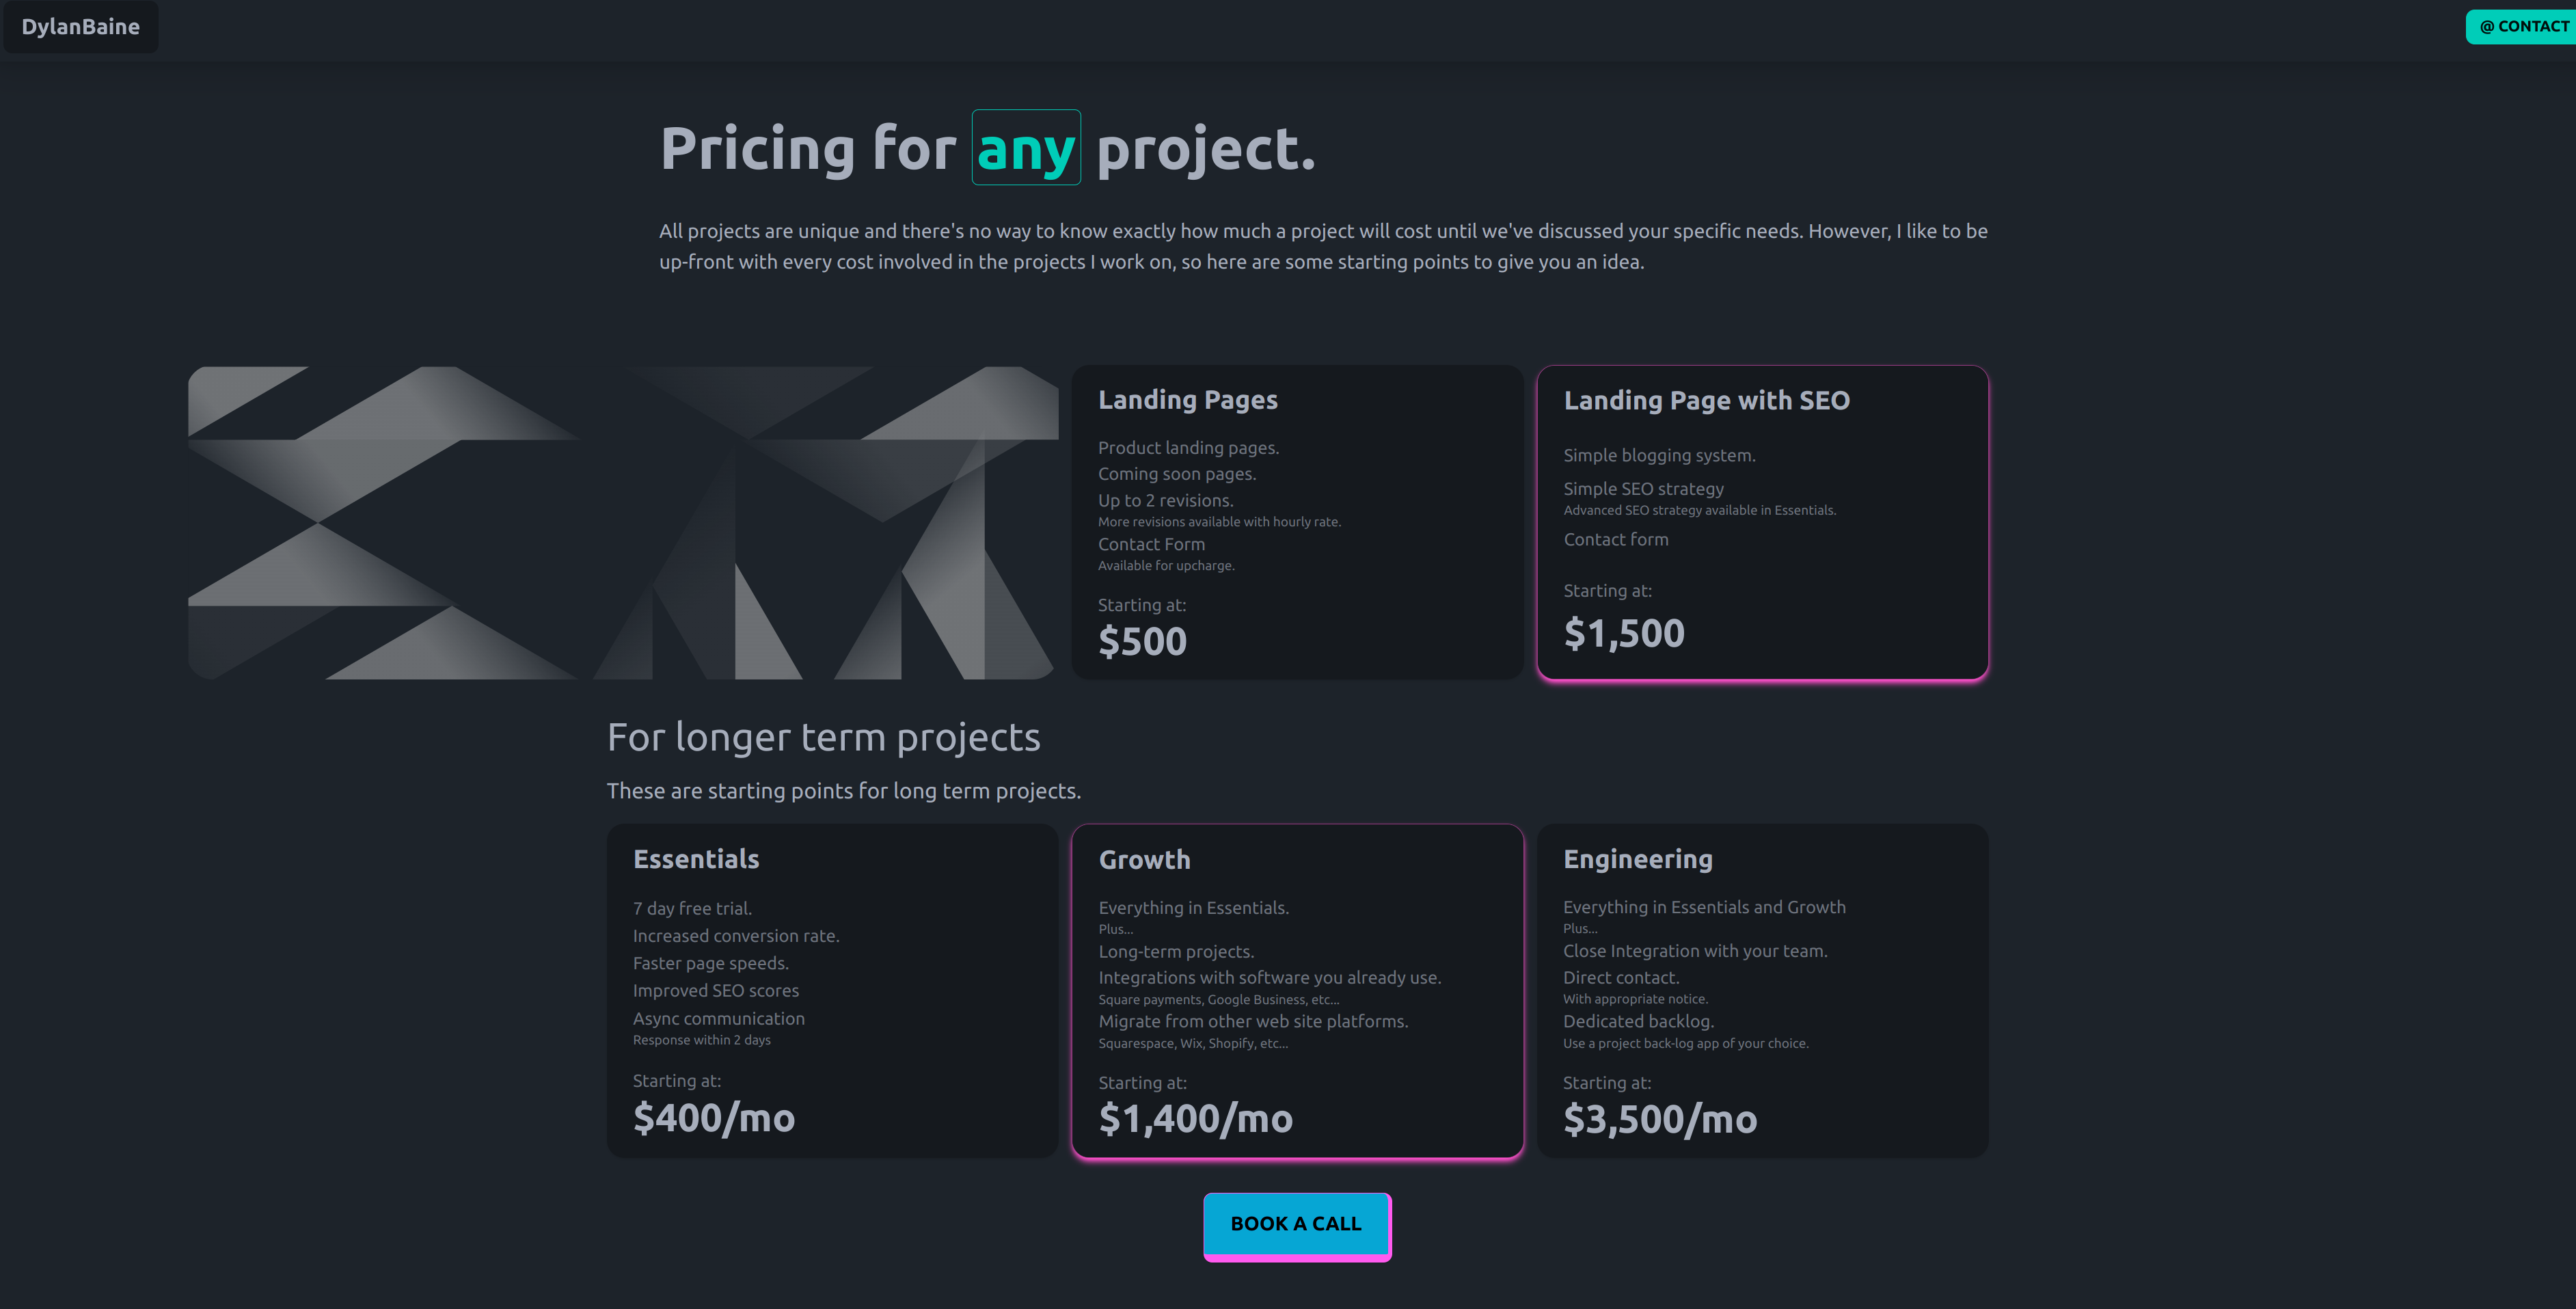 DylanBaine
@ CONTACT
Pricing for any project.
All projects are unique and there's no way to know exactly how much a project will cost until we've discussed your specific needs. However, I like to be
up-front with every cost involved in the projects I work on, so here are some starting points to give you an idea.
Landing Pages
Product landing pages.
Coming soon pages.
Up to 2 revisions.
More revisions available with hourly rate.
Contact Form
Available for upcharge.
Starting at:
$500
Landing Page with SEO
Simple blogging system.
Simple SEO strategy
Advanced SEO strategy available in Essentials.
Contact form
Starting at:
$1,500
For longer term projects
These are starting points for long term projects.
Essentials
7 day free trial.
Increased conversion rate.
Faster page speeds.
Improved SEO scores
Async communication
Response within 2 days
Starting at:
$400/mo
Growth
Everything in Essentials.
Plus...
Long-term projects.
Integrations with software you already use.
Square payments, Google Business, etc...
Migrate from other web site platforms.
Squarespace, Wix, Shopify, etc...
Starting at:
$1,400/mo
Engineering
Everything in Essentials and Growth
Plus...
Close Integration with your team.
Direct contact.
With appropriate notice.
Dedicated backlog.
Use a project back-log app of your choice.
Starting at:
$3,500/mo
BOOK A CALL